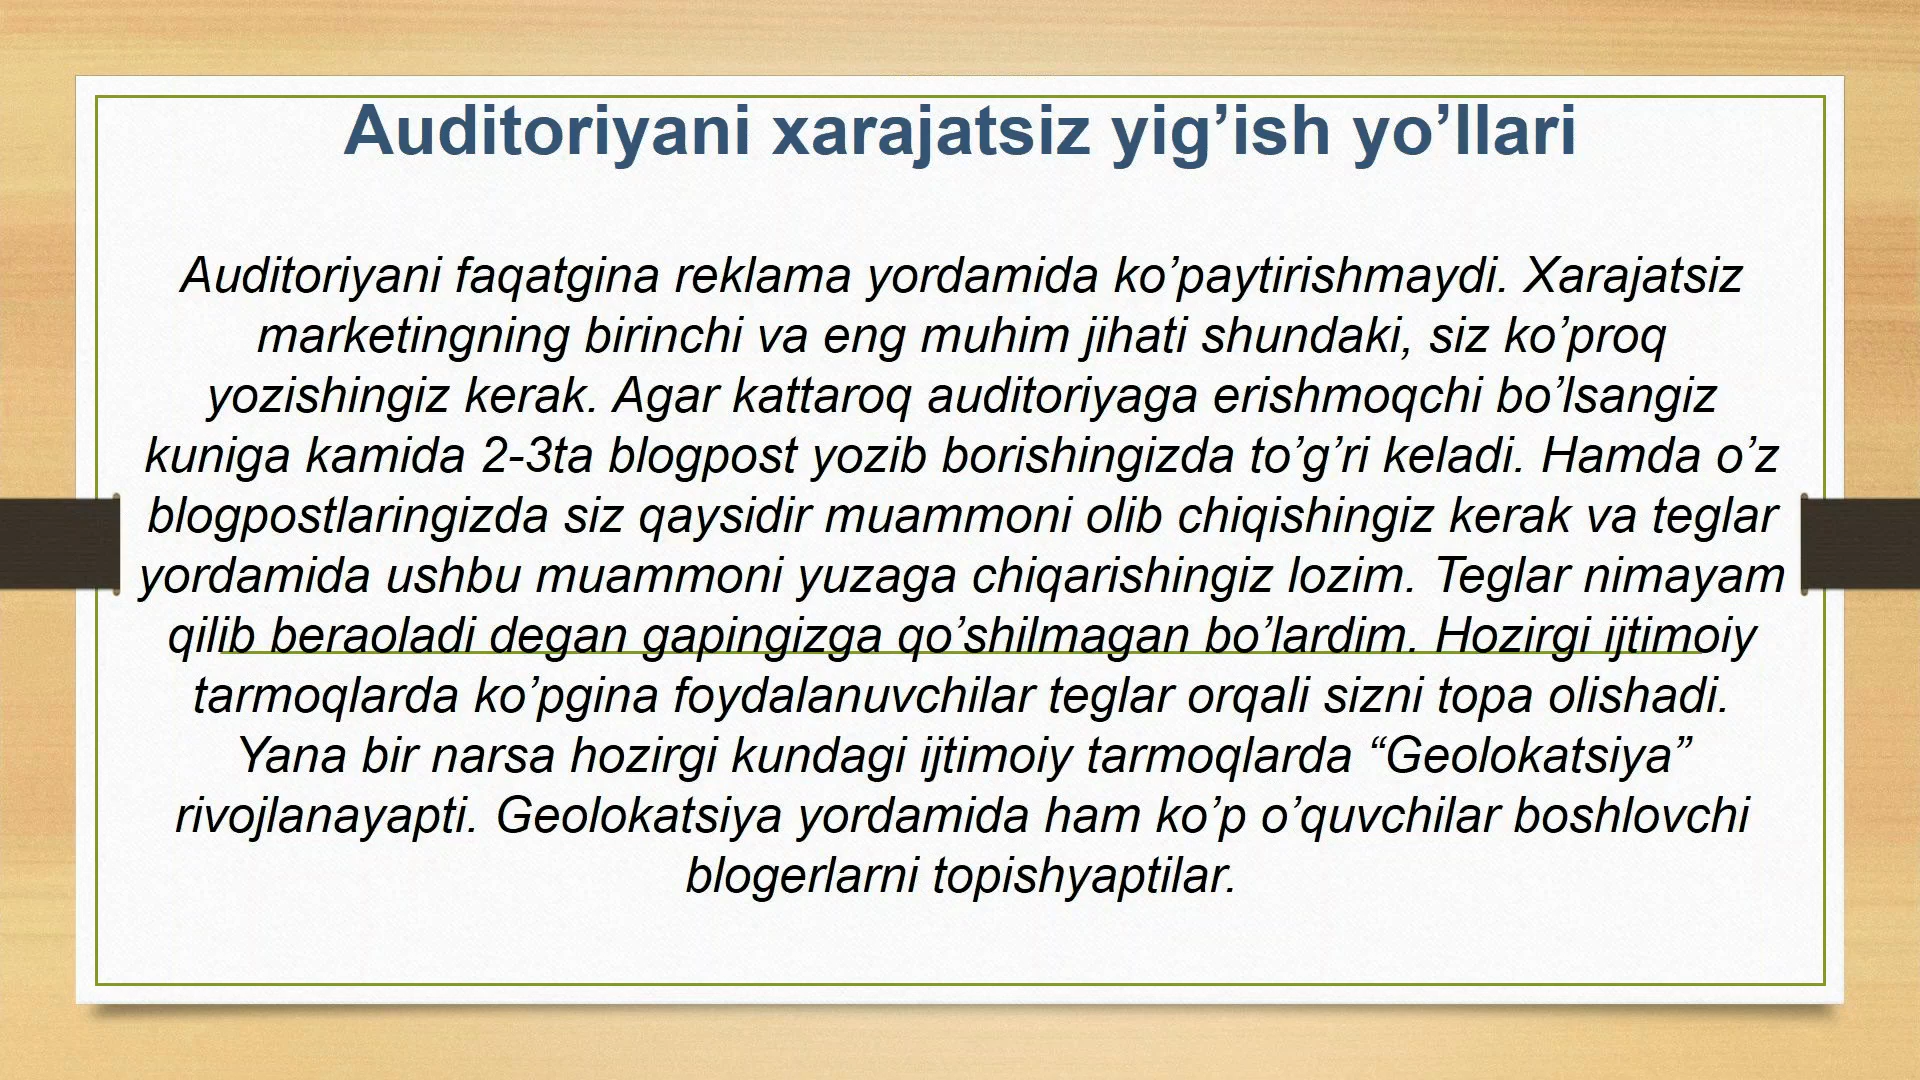 Auditoriyani xarajatsiz yig’ish yo’llari
Auditoriyani faqatgina reklama yordamida ko’paytirishmaydi. Xarajatsiz
marketingning birinchi va eng muhim jihati shundaki, siz ko’proq
yozishingiz kerak. Agar kattaroq auditoriyaga erishmoqchi bo’lsangiz
kuniga kamida 2-3ta blogpost yozib borishingizda to’g’ri keladi. Hamda o’z
blogpostlaringizda siz qaysidir muammoni olib chiqishingiz kerak va teglar
yordamida ushbu muammoni yuzaga chiqarishingiz lozim. Teglar nimayam
qilib beraoladi degan gapingizga qo’shilmagan bo’lardim. Hozirgi ijtimoiy
tarmoqlarda ko’pgina foydalanuvchilar teglar orqali sizni topa olishadi.
Yana bir narsa hozirgi kundagi ijtimoiy tarmoqlarda “Geolokatsiya”
rivojlanayapti. Geolokatsiya yordamida ham ko’p o’quvchilar boshlovchi
blogerlarni topishyaptilar.